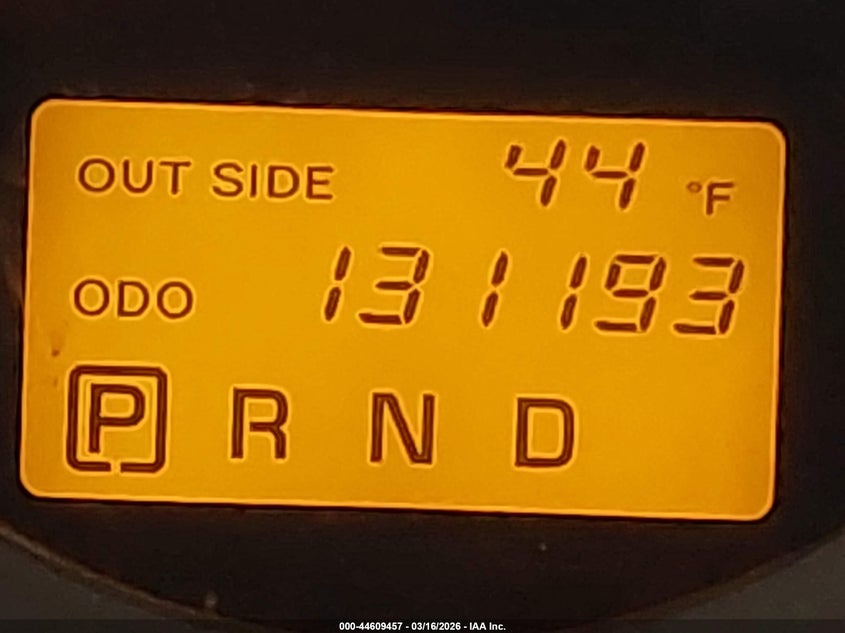 OUT SIDE 44 °F
ODO 131193
P R N D
000-44609457 - 03/16/2026 - IAA Inc.